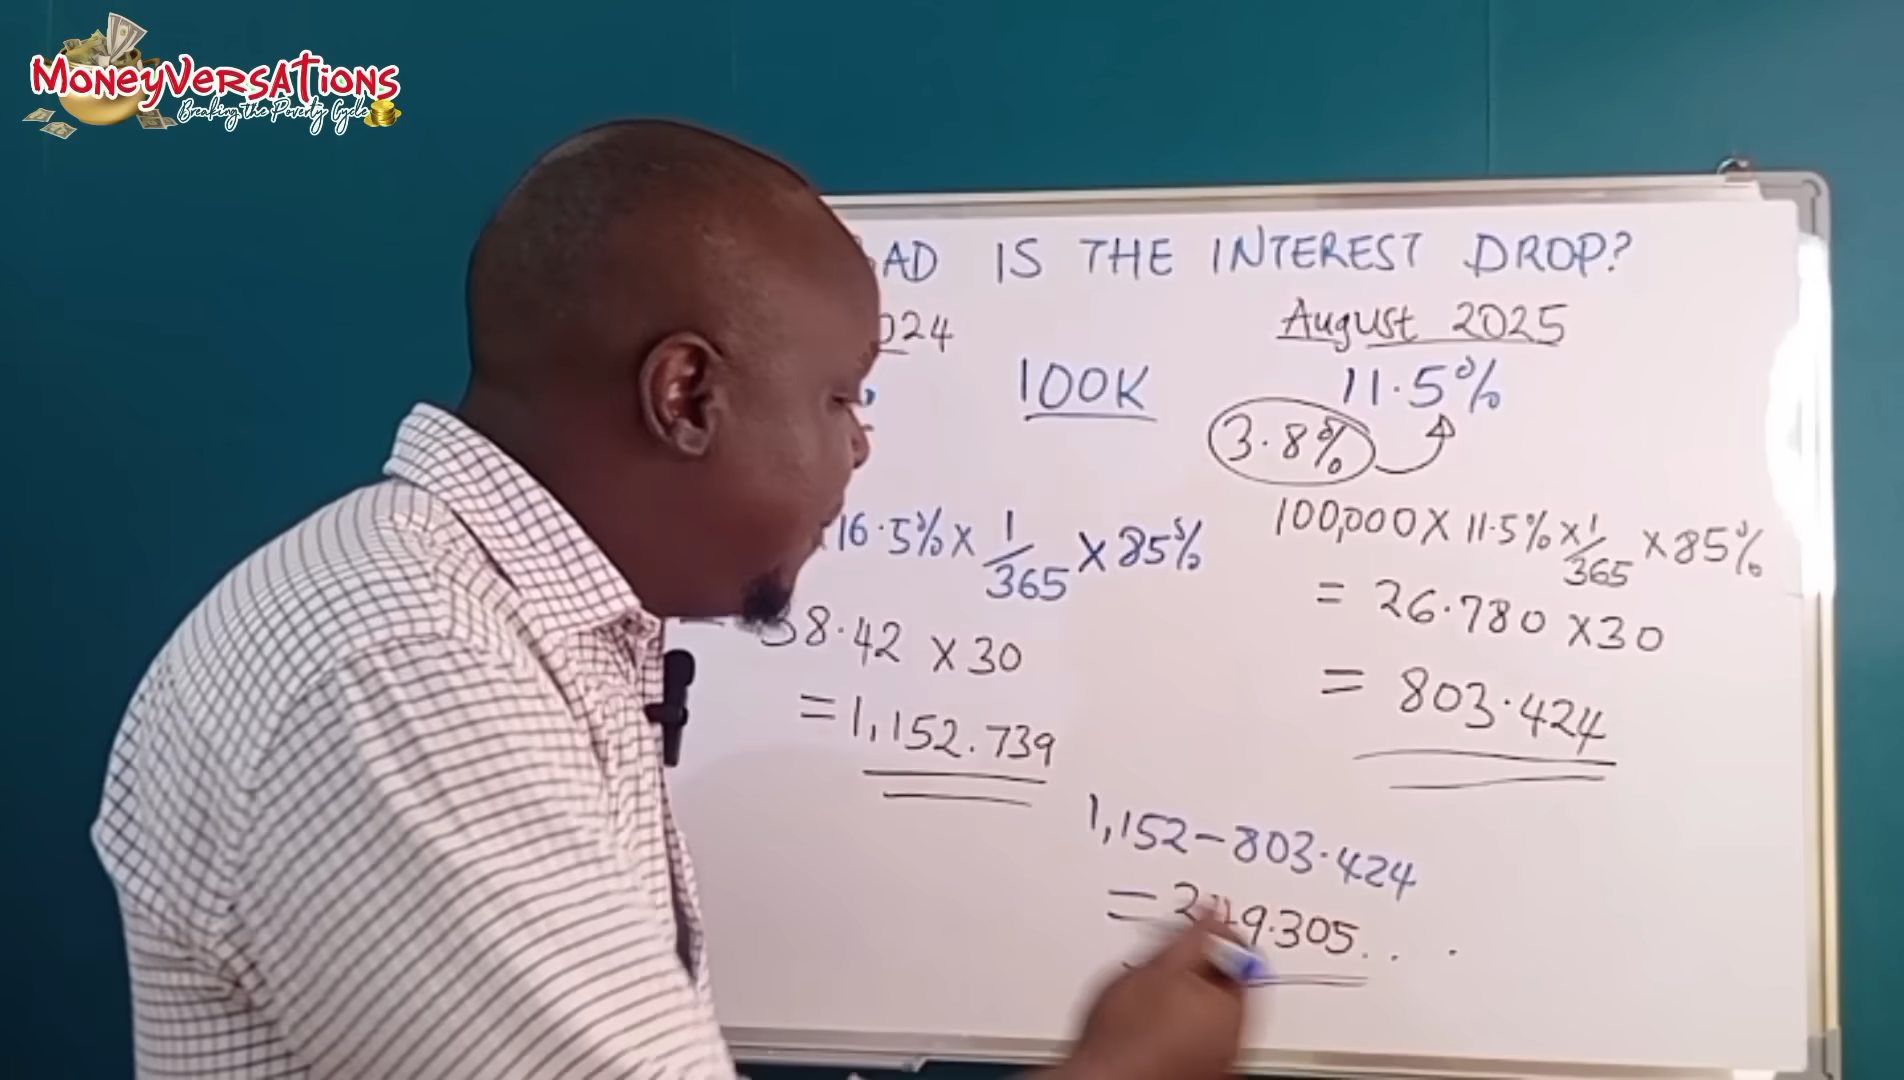 MoneyVersations
Breaking the Poverty Cycle
AD IS THE INTEREST DROP?
024
August 2025
100K
11.5%
3.8%
16.5% x 1/365 x 85%
100,000 x 11.5% x 1/365 x 85%
= 38.42 x 30
= 26.780 x 30
= 1,152.739
= 803.424
1,152 - 803.424
= 349.305...